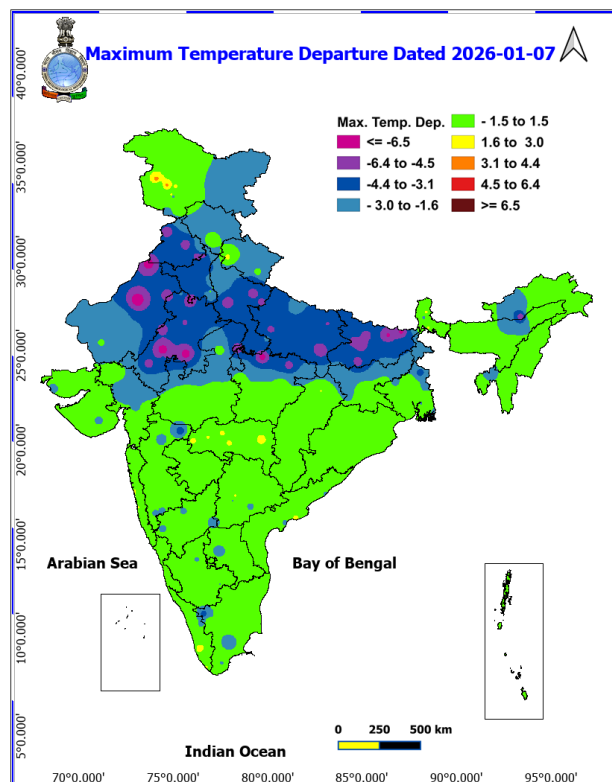 Maximum Temperature Departure Dated 2026-01-07
Max. Temp. Dep.
<= -6.5
-6.4 to -4.5
-4.4 to -3.1
- 3.0 to -1.6
- 1.5 to 1.5
1.6 to 3.0
3.1 to 4.4
4.5 to 6.4
>= 6.5
40°0.000'
35°0.000'
30°0.000'
25°0.000'
20°0.000'
15°0.000'
10°0.000'
5°0.000'
Arabian Sea
Bay of Bengal
Indian Ocean
0 250 500 km
70°0.000' 75°0.000' 80°0.000' 85°0.000' 90°0.000' 95°0.000'